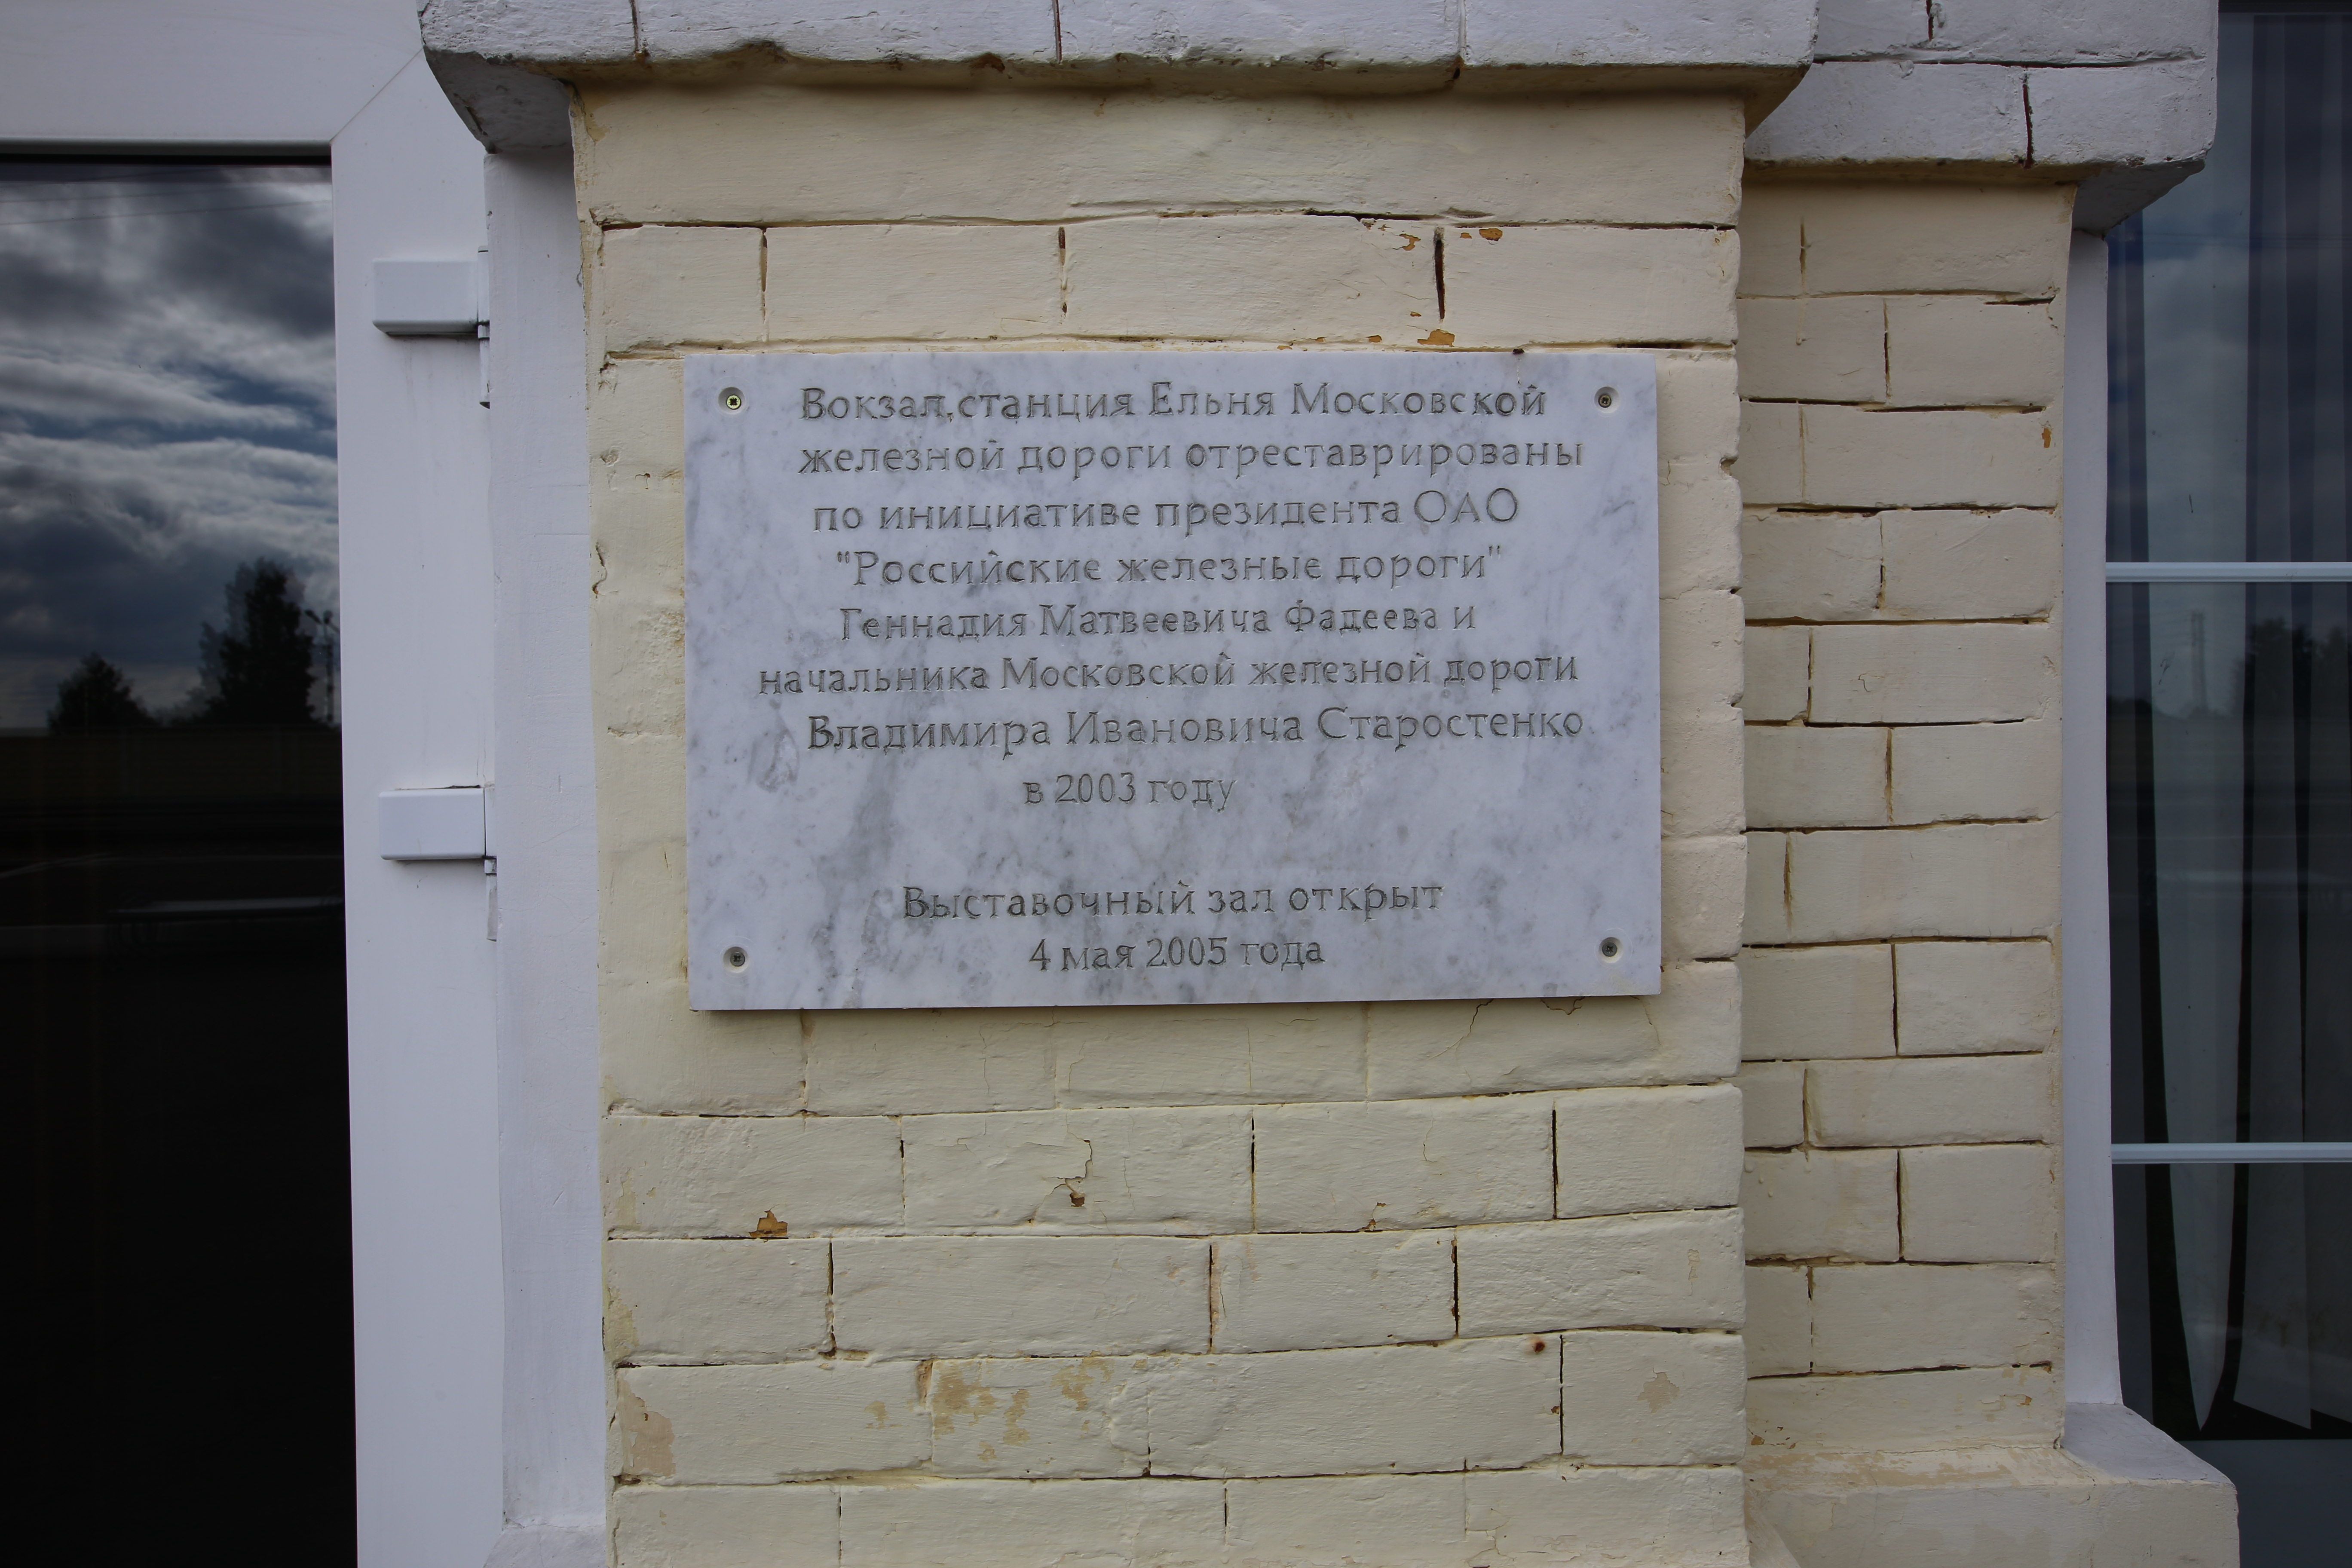 Вокзал,станция Ельня Московской
железной дороги отреставрированы
по инициативе президента ОАО
"Российские железные дороги"
Геннадия Матвеевича Фадеева и
начальника Московской железной дороги
Владимира Ивановича Старостенко
в 2003 году
Выставочный зал открыт
4 мая 2005 года